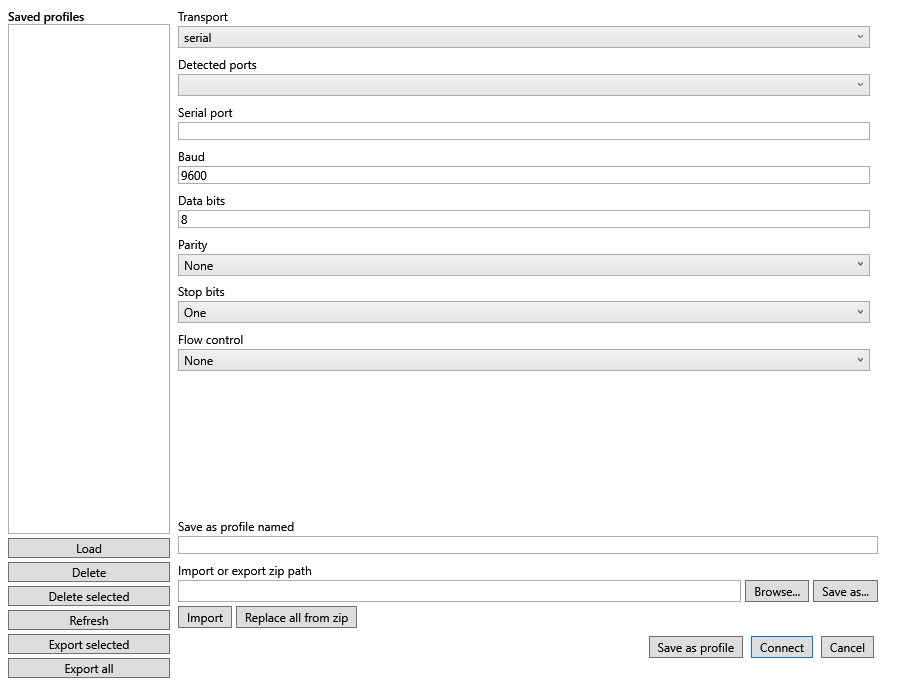 Saved profiles
Load
Delete
Delete selected
Refresh
Export selected
Export all
Transport
serial
Detected ports
Serial port
Baud
9600
Data bits
8
Parity
None
Stop bits
One
Flow control
None
Save as profile named
Import or export zip path
Browse... Save as...
Import Replace all from zip
Save as profile Connect Cancel